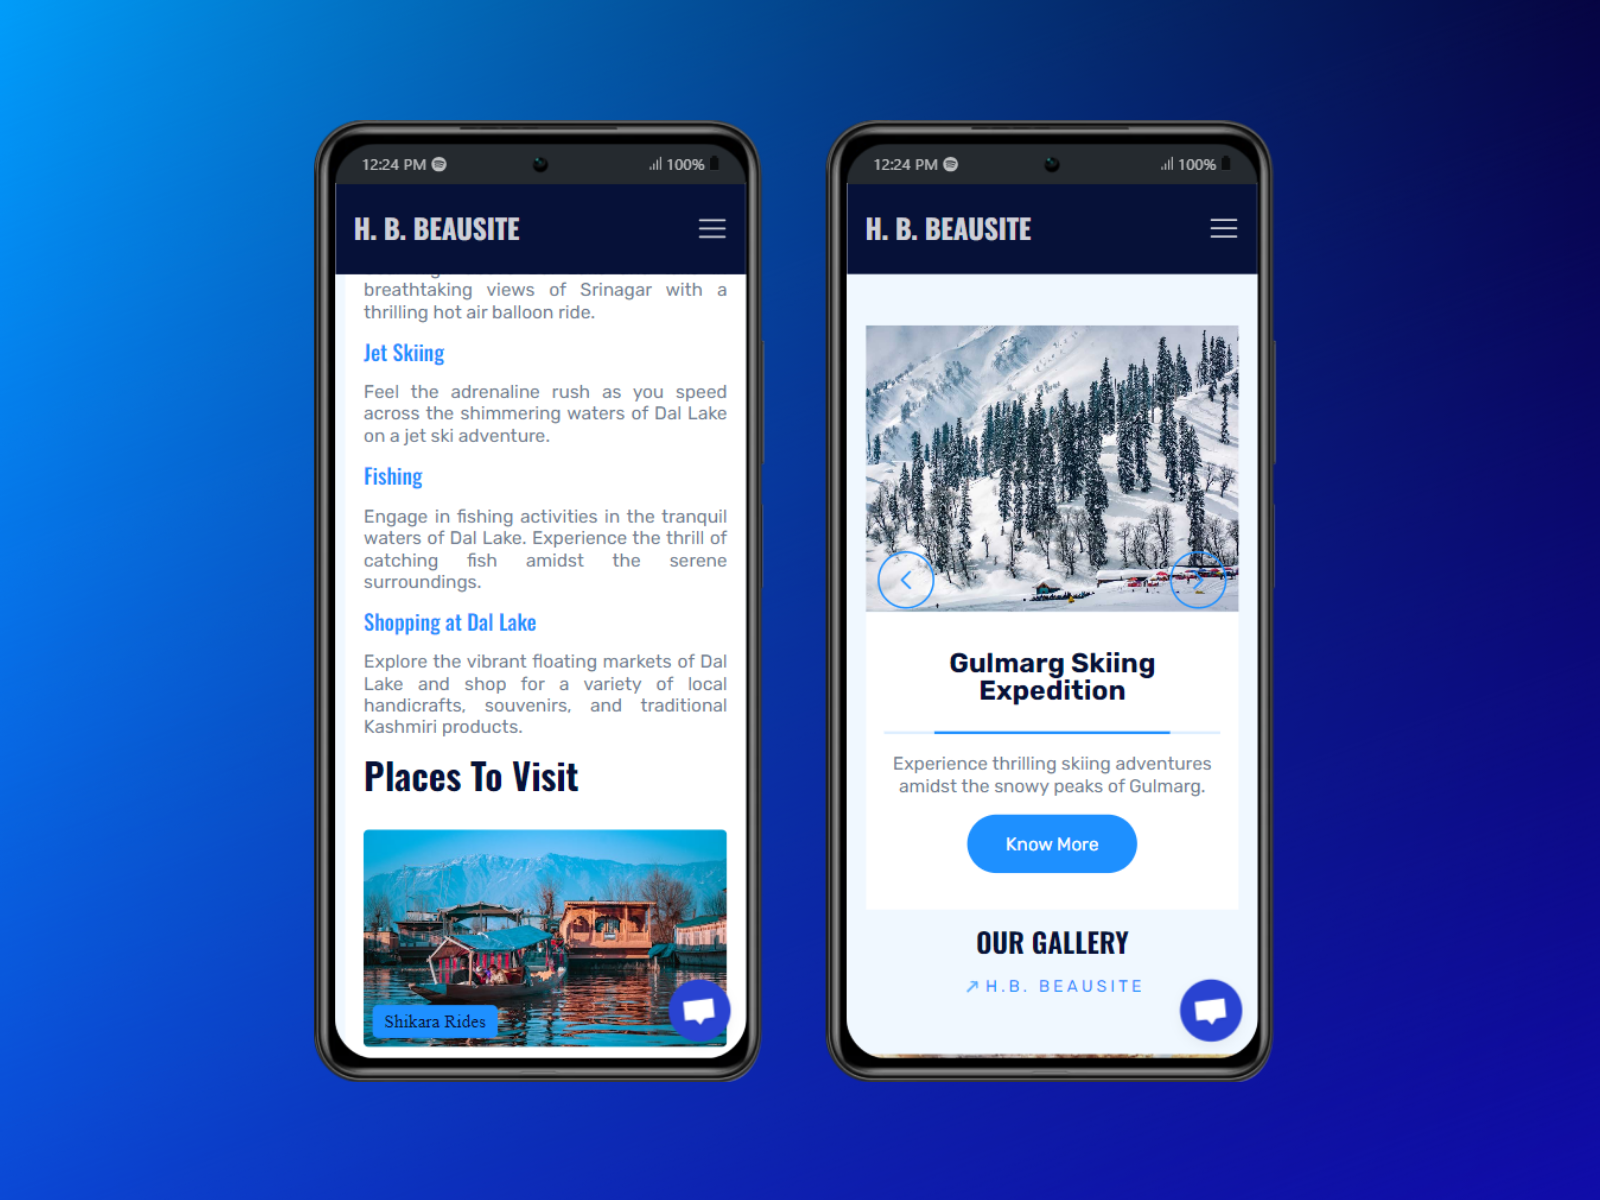 12:24 PM
100%
H. B. BEAUSITE
breathtaking views of Srinagar with a
thrilling hot air balloon ride.
Jet Skiing
Feel the adrenaline rush as you speed
across the shimmering waters of Dal Lake
on a jet ski adventure.
Fishing
Engage in fishing activities in the tranquil
waters of Dal Lake. Experience the thrill of
catching fish amidst the serene
surroundings.
Shopping at Dal Lake
Explore the vibrant floating markets of Dal
Lake and shop for a variety of local
handicrafts, souvenirs, and traditional
Kashmiri products.
Places To Visit
Shikara Rides
12:24 PM
100%
H. B. BEAUSITE
Gulmarg Skiing
Expedition
Experience thrilling skiing adventures
amidst the snowy peaks of Gulmarg.
Know More
OUR GALLERY
H.B. BEAUSITE